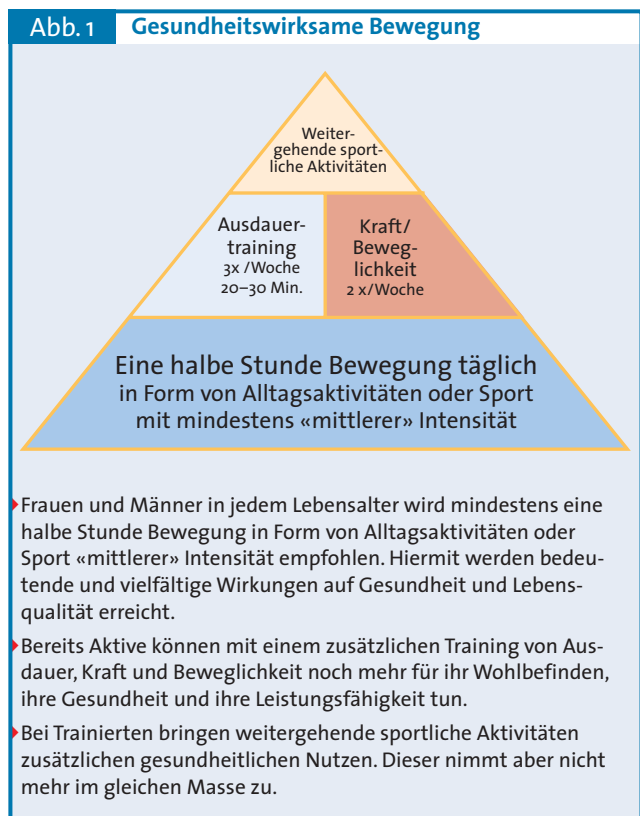 Abb. 1 Gesundheitswirksame Bewegung
Weiter-
gehende sport-
liche Aktivitäten
Ausdauer-
training
3x /Woche
20–30 Min.
Kraft/
Beweg-
lichkeit
2 x/Woche
Eine halbe Stunde Bewegung täglich
in Form von Alltagsaktivitäten oder Sport
mit mindestens «mittlerer» Intensität
Frauen und Männer in jedem Lebensalter wird mindestens eine
halbe Stunde Bewegung in Form von Alltagsaktivitäten oder
Sport «mittlerer» Intensität empfohlen. Hiermit werden bedeu-
tende und vielfältige Wirkungen auf Gesundheit und Lebens-
qualität erreicht.
Bereits Aktive können mit einem zusätzlichen Training von Aus-
dauer, Kraft und Beweglichkeit noch mehr für ihr Wohlbefinden,
ihre Gesundheit und ihre Leistungsfähigkeit tun.
Bei Trainierten bringen weitergehende sportliche Aktivitäten
zusätzlichen gesundheitlichen Nutzen. Dieser nimmt aber nicht
mehr im gleichen Masse zu.